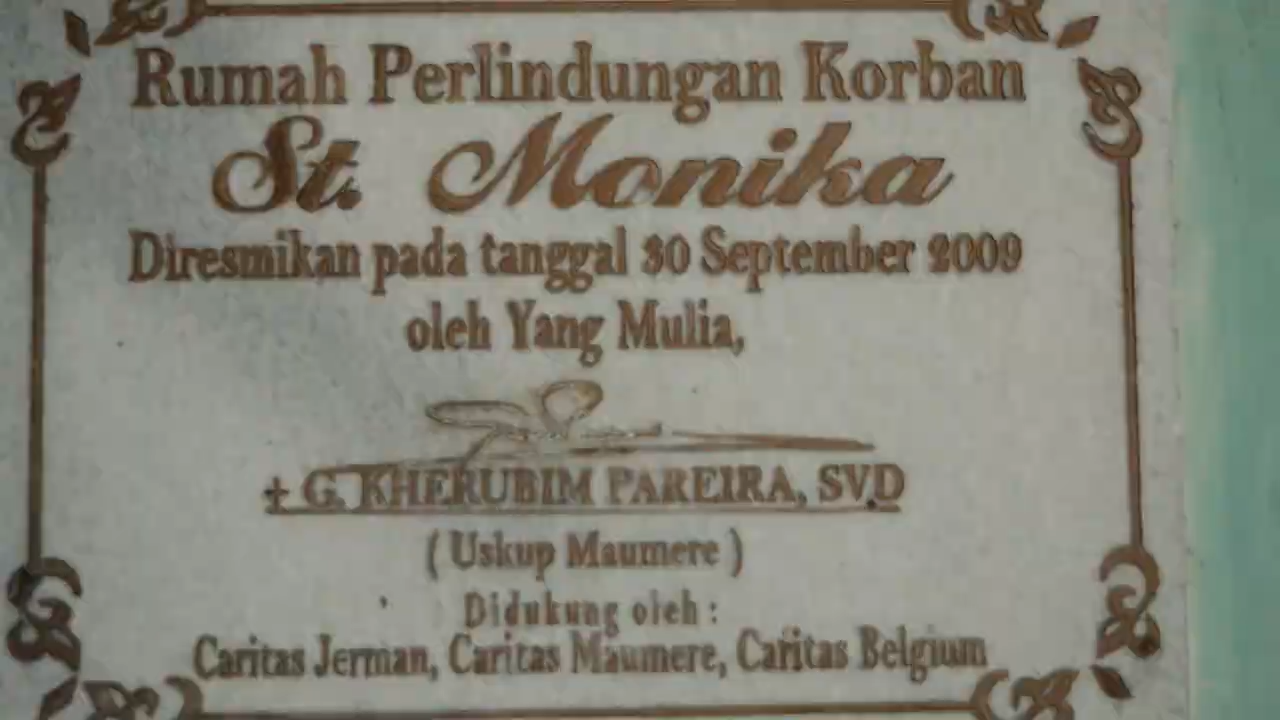 Rumah Perlindungan Korban
St. Monika
Diresmikan pada tanggal 30 September 2009
oleh Yang Mulia,
+ G. KHERUBIM PAREIRA, SVD
( Uskup Maumere )
Didukung oleh :
Caritas Jerman, Caritas Maumere, Caritas Belgium